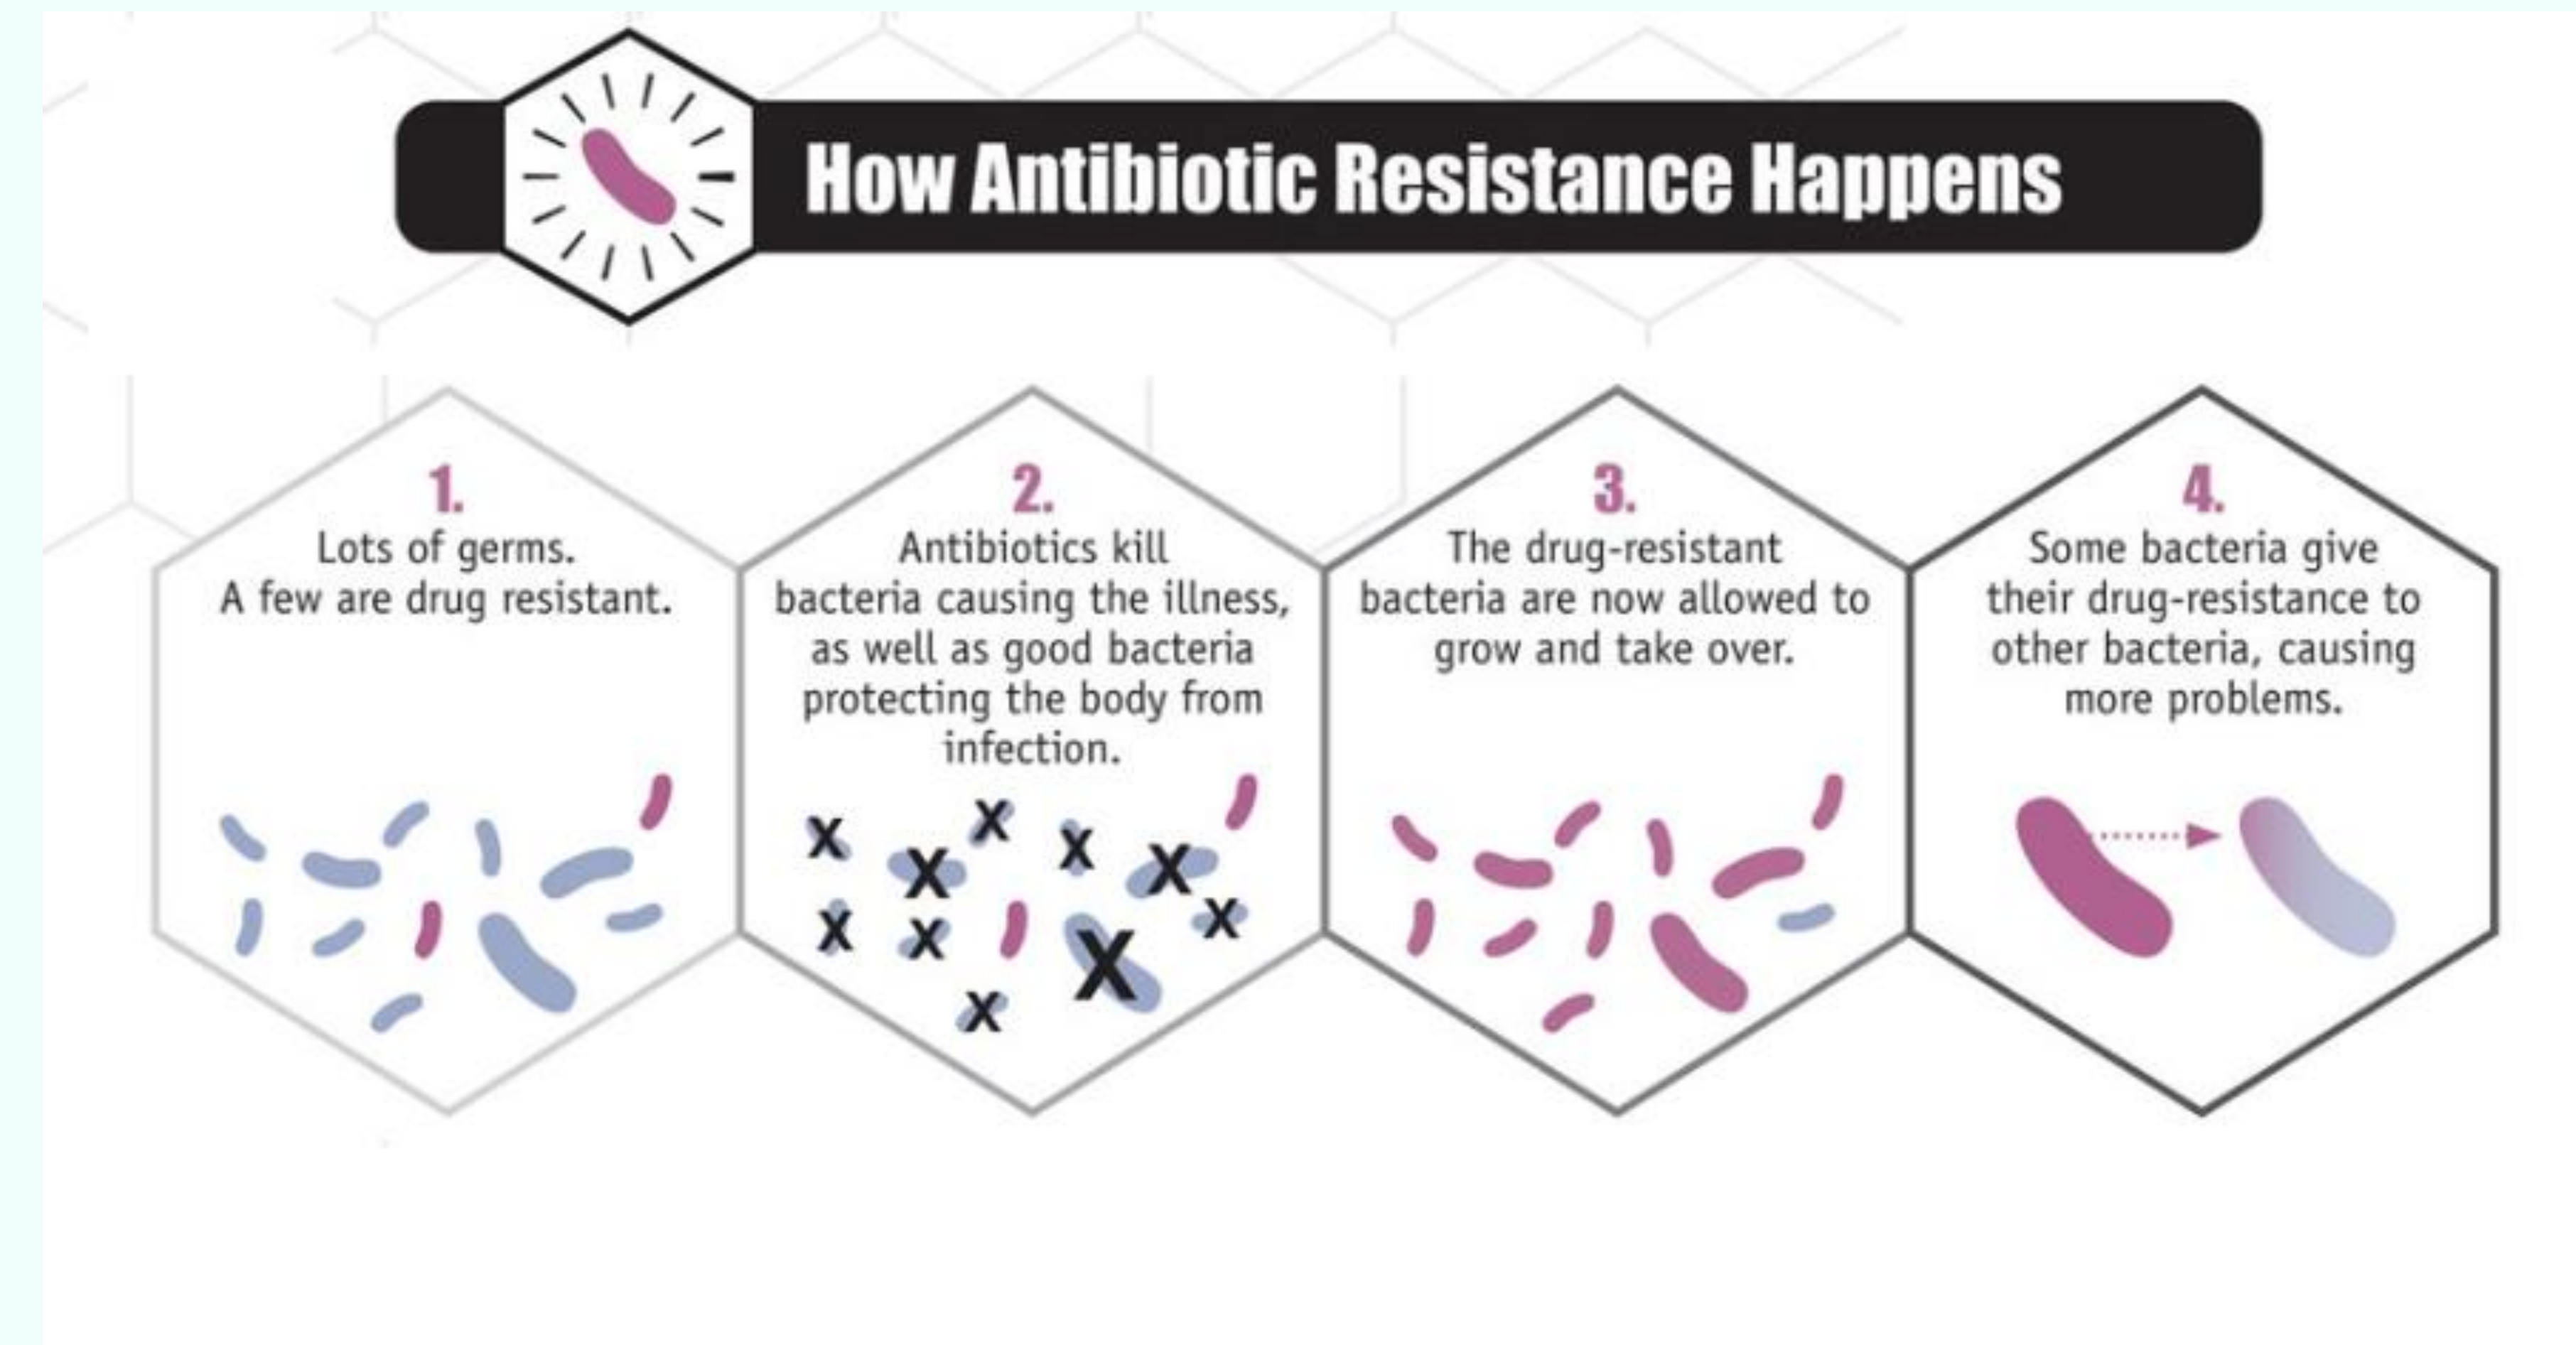 How Antibiotic Resistance Happens
1.
Lots of germs.
A few are drug resistant.
2.
Antibiotics kill
bacteria causing the illness,
as well as good bacteria
protecting the body from
infection.
3.
The drug-resistant
bacteria are now allowed to
grow and take over.
4.
Some bacteria give
their drug-resistance to
other bacteria, causing
more problems.